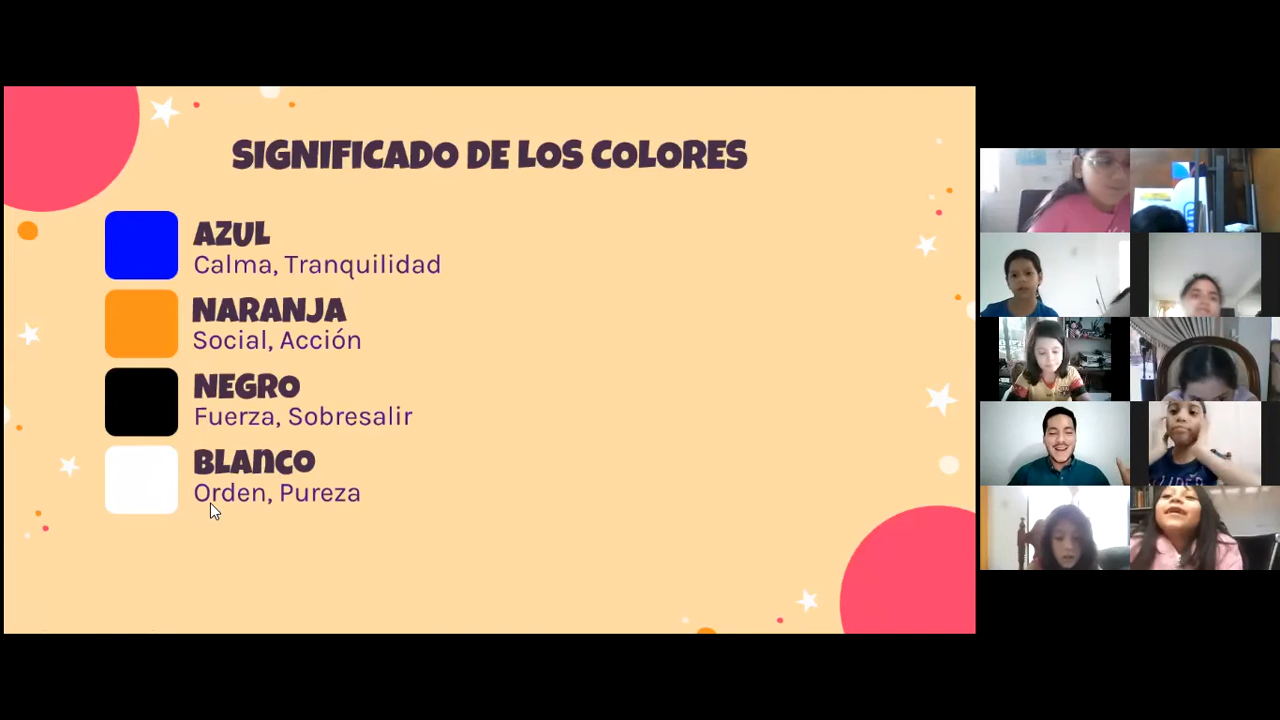 SIGNIFICADO DE LOS COLORES
AZUL
Calma, Tranquilidad
NARANJA
Social, Acción
NEGRO
Fuerza, Sobresalir
BLANCO
Orden, Pureza